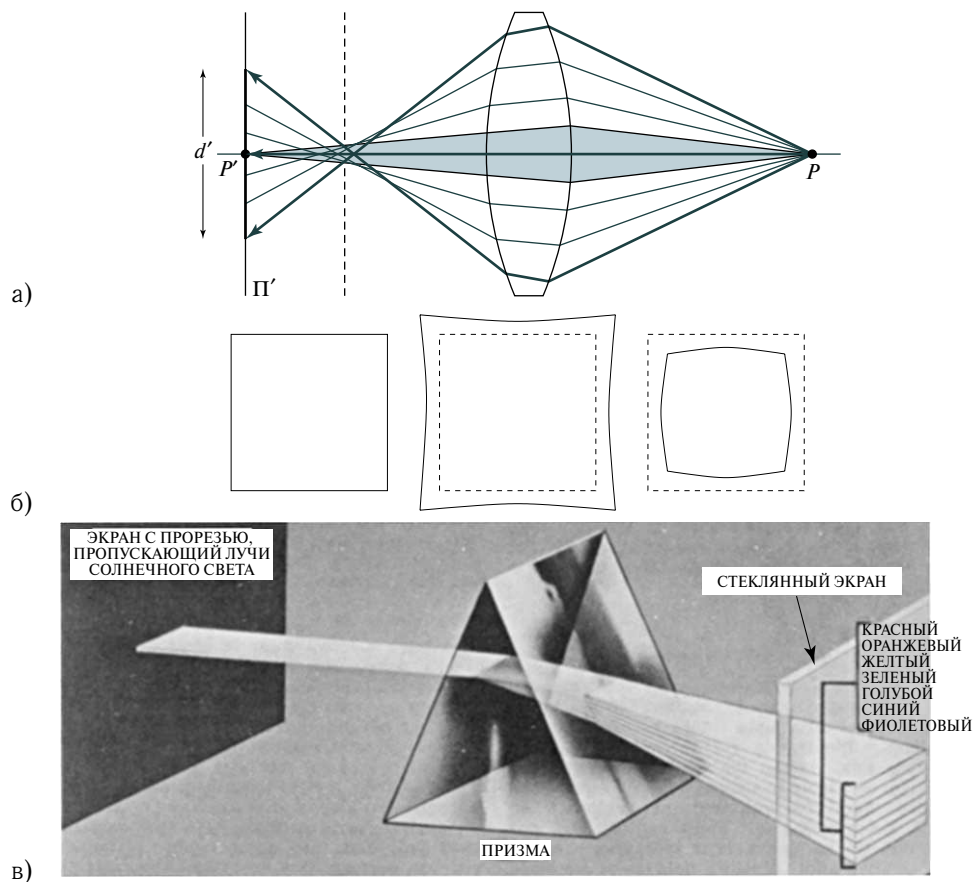 d′
P′
P
П′
а)
б)
ЭКРАН С ПРОРЕЗЬЮ,
ПРОПУСКАЮЩИЙ ЛУЧИ
СОЛНЕЧНОГО СВЕТА
СТЕКЛЯННЫЙ ЭКРАН
КРАСНЫЙ
ОРАНЖЕВЫЙ
ЖЕЛТЫЙ
ЗЕЛЕНЫЙ
ГОЛУБОЙ
СИНИЙ
ФИОЛЕТОВЫЙ
ПРИЗМА
в)